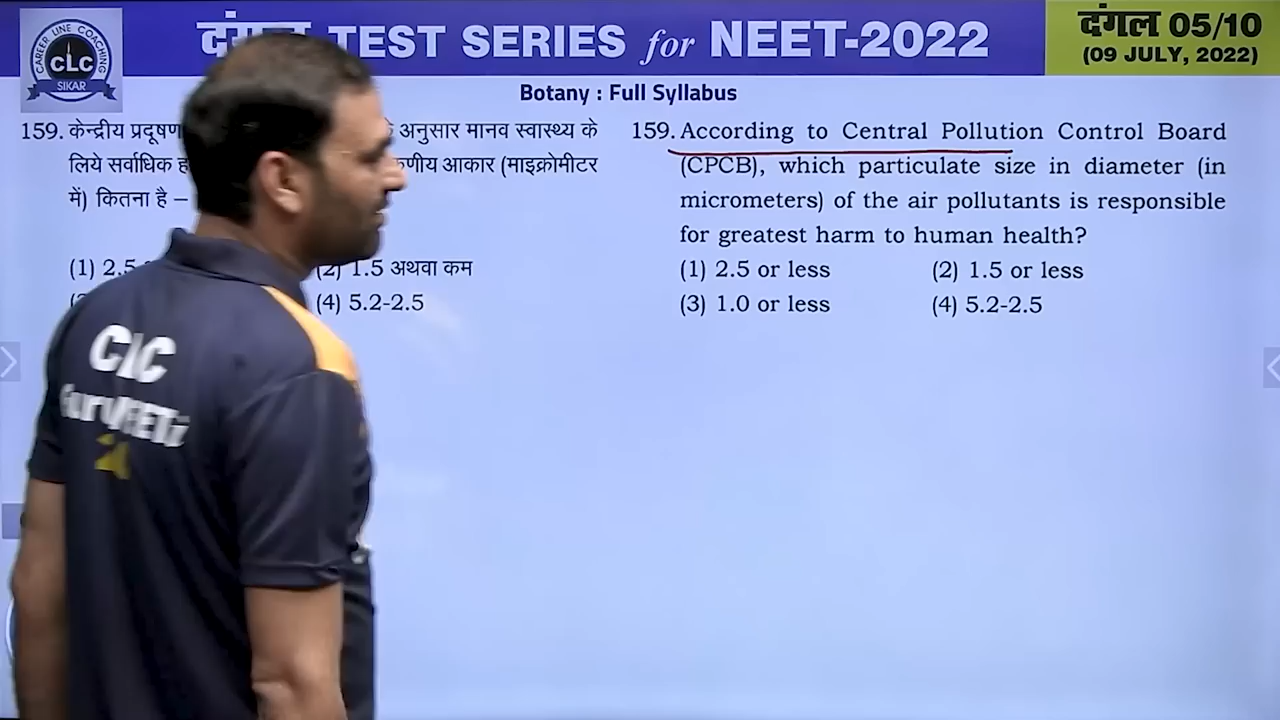 CAREER LINE COACHING
CLC
SIKAR
TEST SERIES for NEET-2022
दंगल 05/10
(09 JULY, 2022)
Botany : Full Syllabus
159. केन्द्रीय प्रदूषण अनुसार मानव स्वास्थ्य के
लिये सर्वाधिक आकार (माइक्रोमीटर
में) कितना है –
(1) 2.5 (2) 1.5 अथवा कम
(4) 5.2-2.5
159. According to Central Pollution Control Board
(CPCB), which particulate size in diameter (in
micrometers) of the air pollutants is responsible
for greatest harm to human health?
(1) 2.5 or less (2) 1.5 or less
(3) 1.0 or less (4) 5.2-2.5
CLC